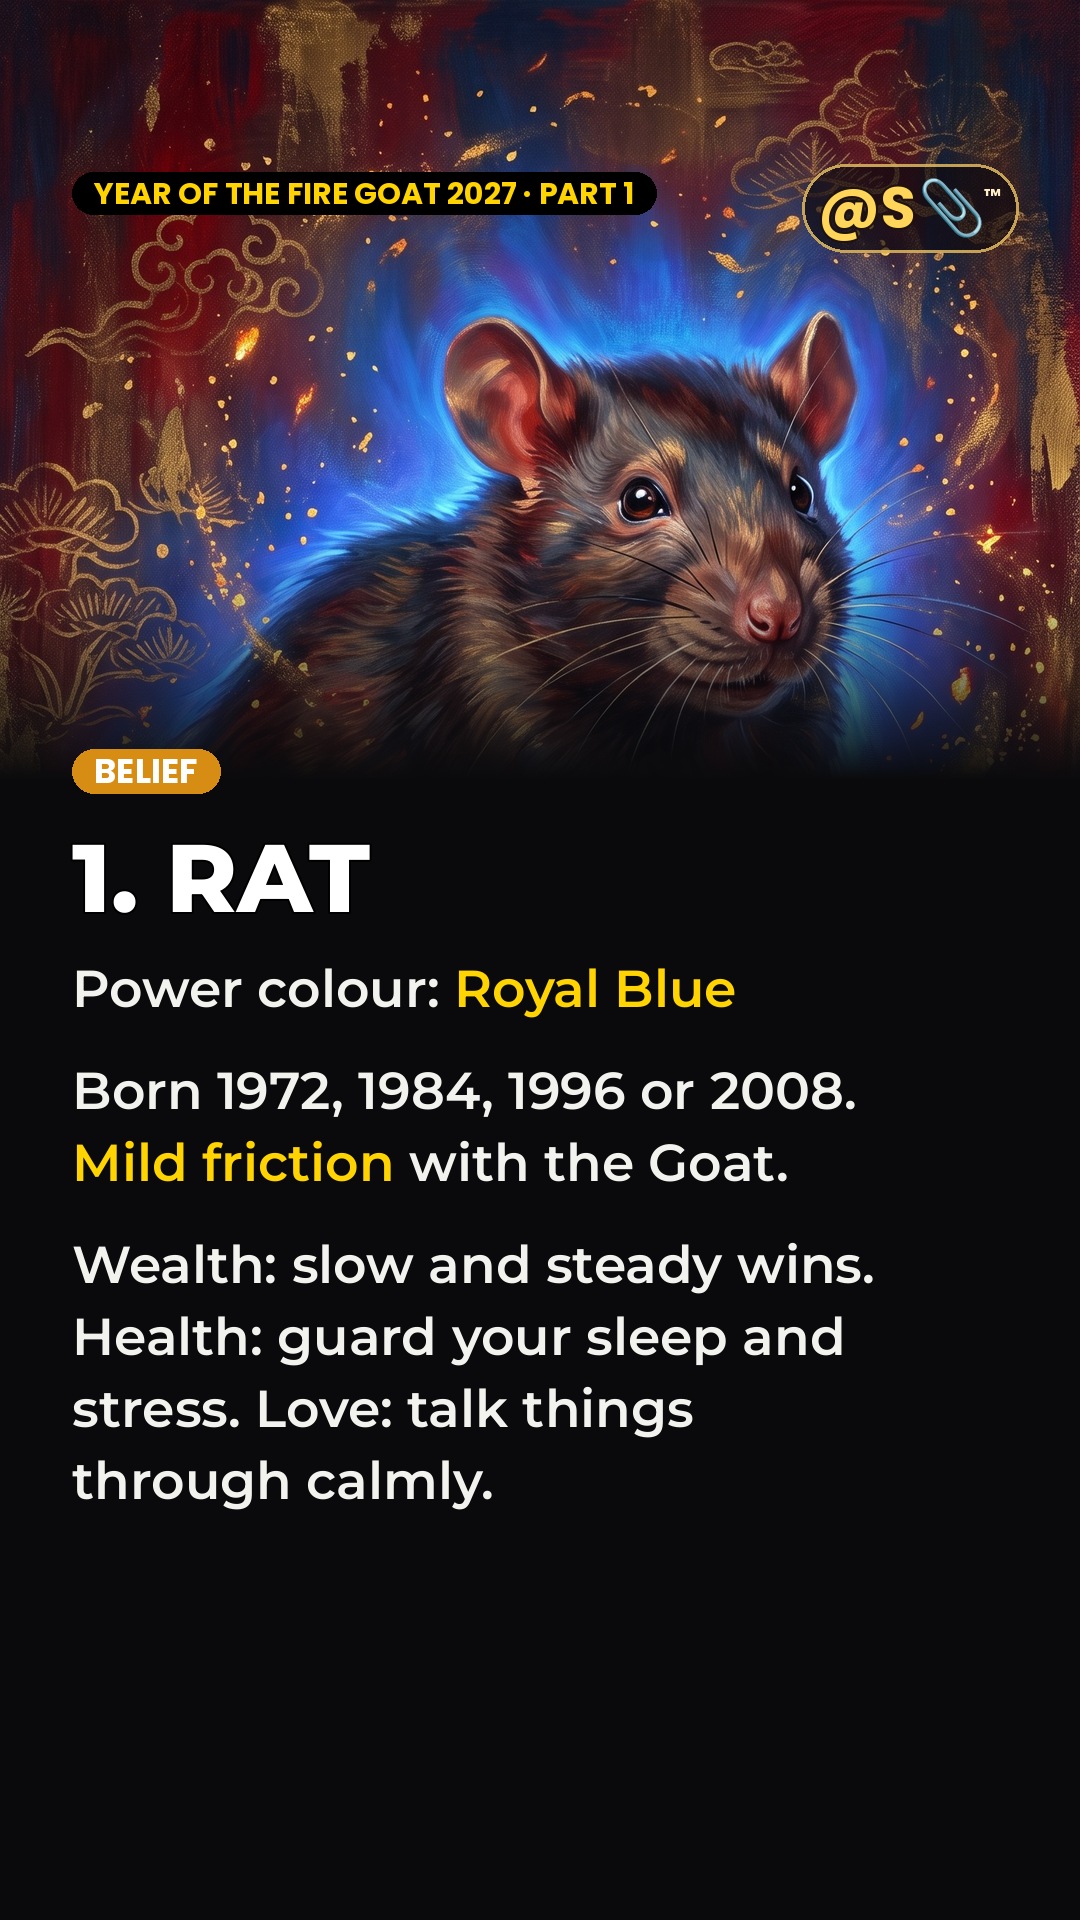 YEAR OF THE FIRE GOAT 2027 · PART 1
@S📎™
BELIEF
1. RAT
Power colour: Royal Blue
Born 1972, 1984, 1996 or 2008.
Mild friction with the Goat.
Wealth: slow and steady wins.
Health: guard your sleep and
stress. Love: talk things
through calmly.